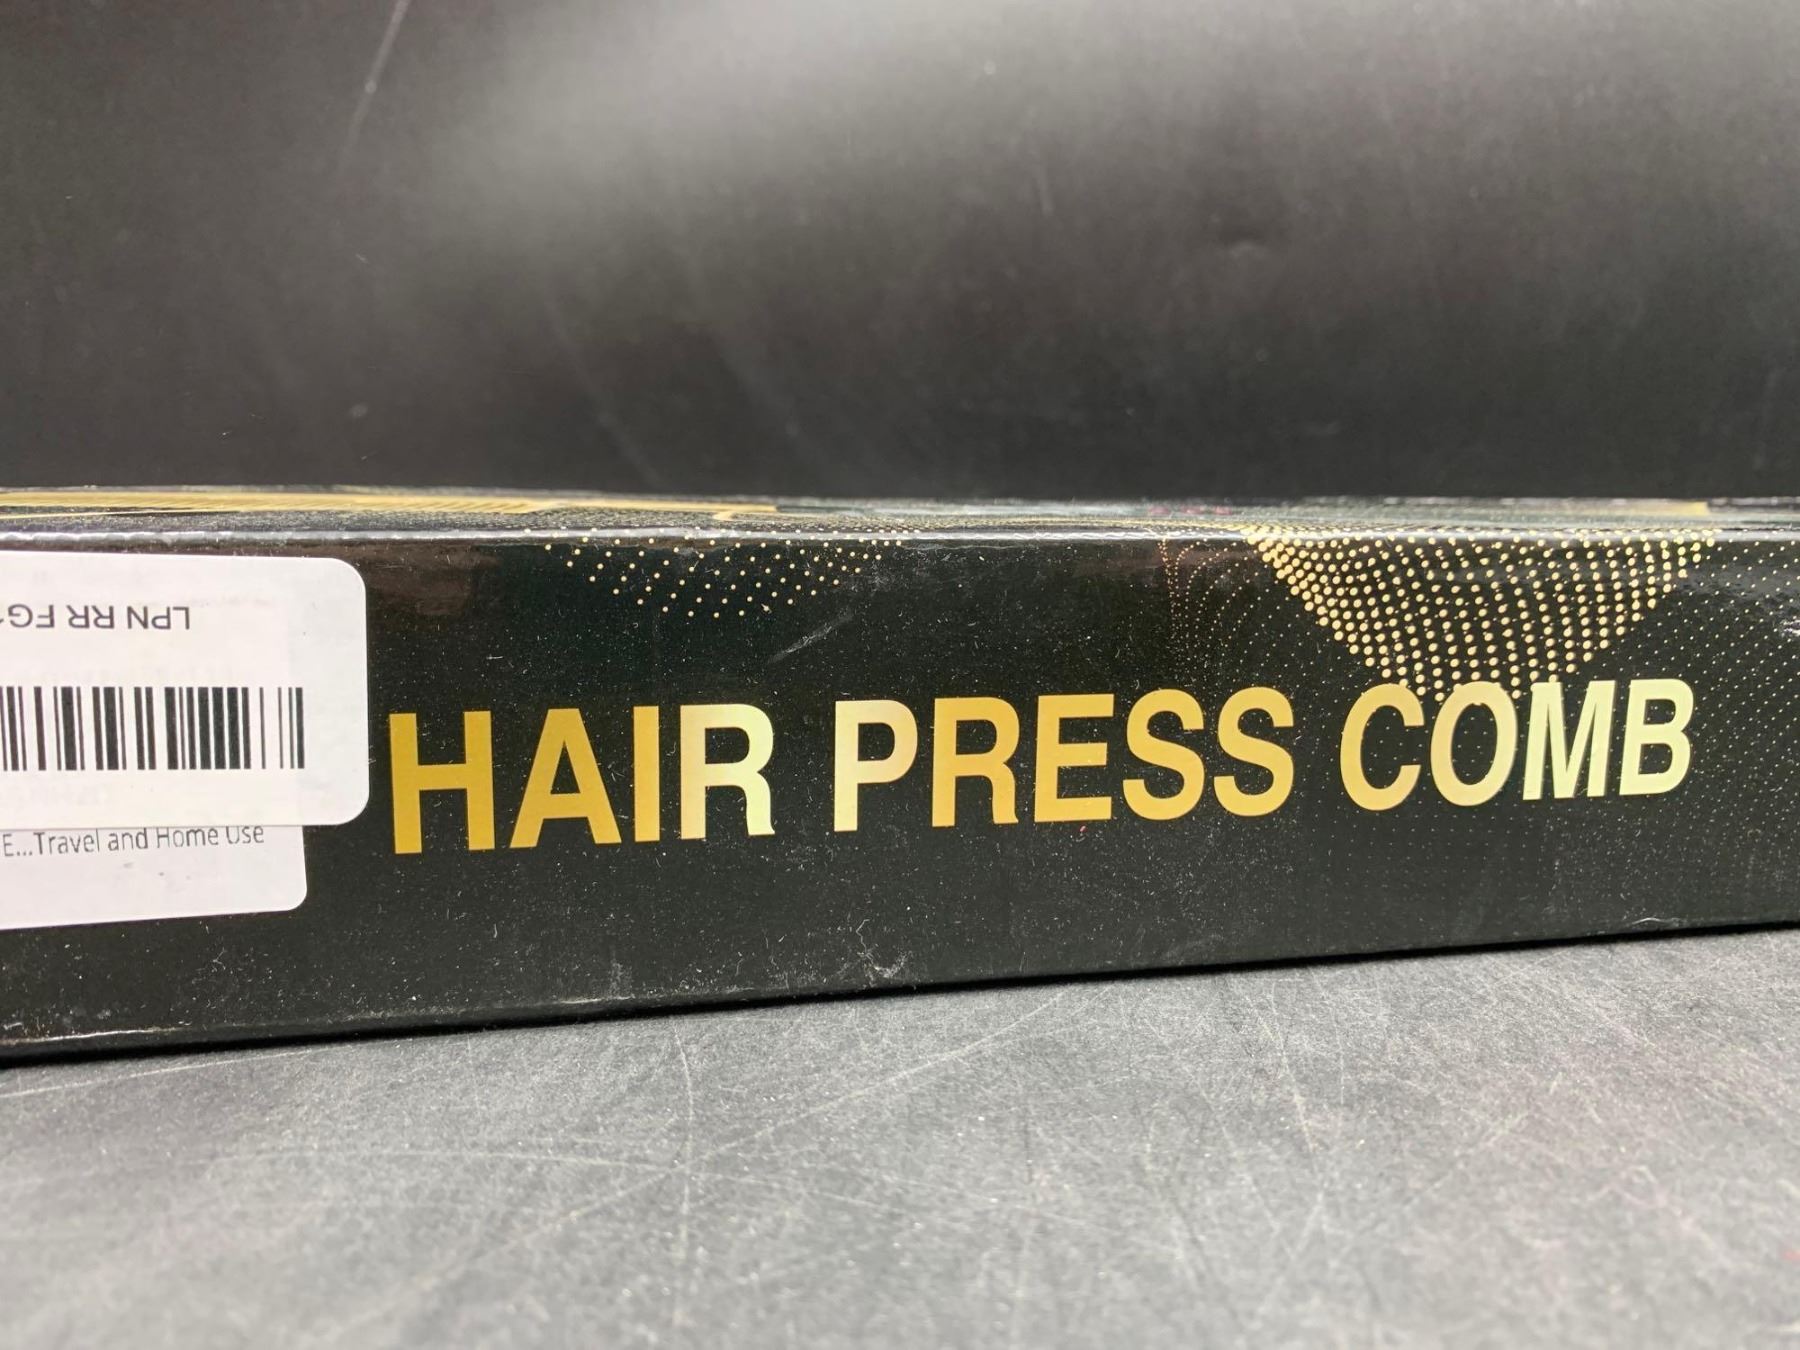 LPN RR FG
E...Travel and Home Use
HAIR PRESS COMB